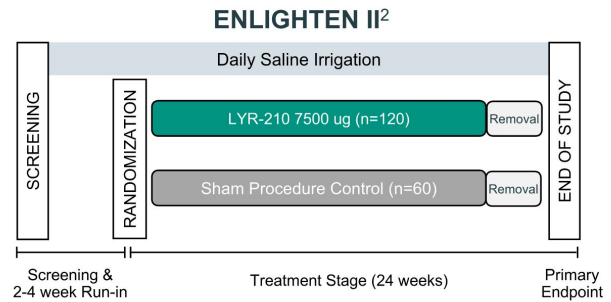 ENLIGHTEN II²
Daily Saline Irrigation
SCREENING
RANDOMIZATION
LYR-210 7500 ug (n=120)
Removal
Sham Procedure Control (n=60)
Removal
END OF STUDY
Screening &
2-4 week Run-in
Treatment Stage (24 weeks)
Primary
Endpoint